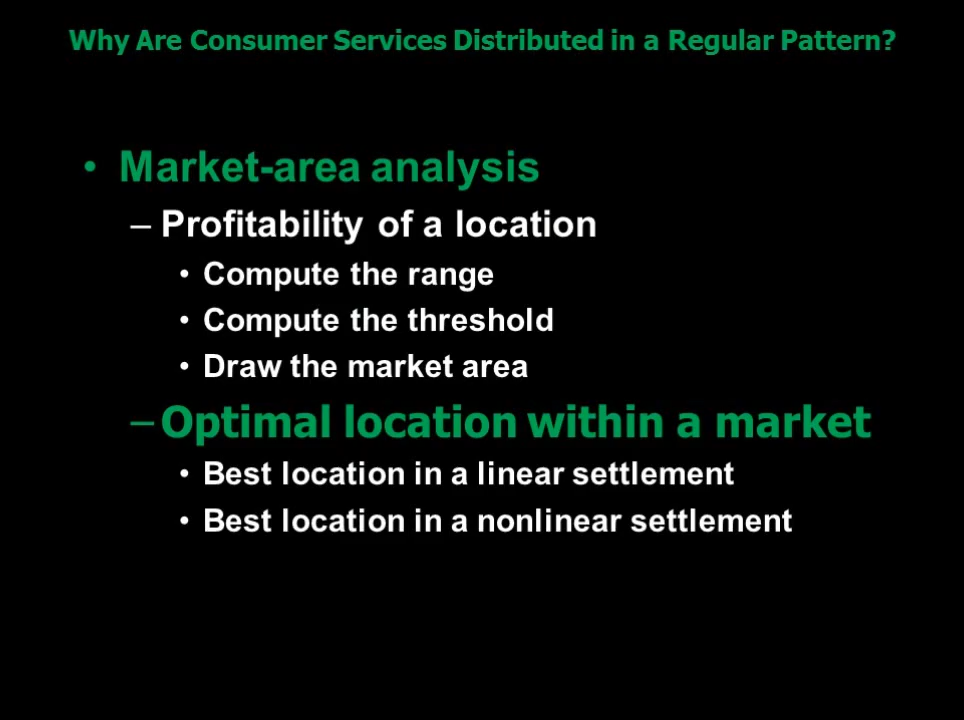 Why Are Consumer Services Distributed in a Regular Pattern?
• Market-area analysis
– Profitability of a location
• Compute the range
• Compute the threshold
• Draw the market area
– Optimal location within a market
• Best location in a linear settlement
• Best location in a nonlinear settlement